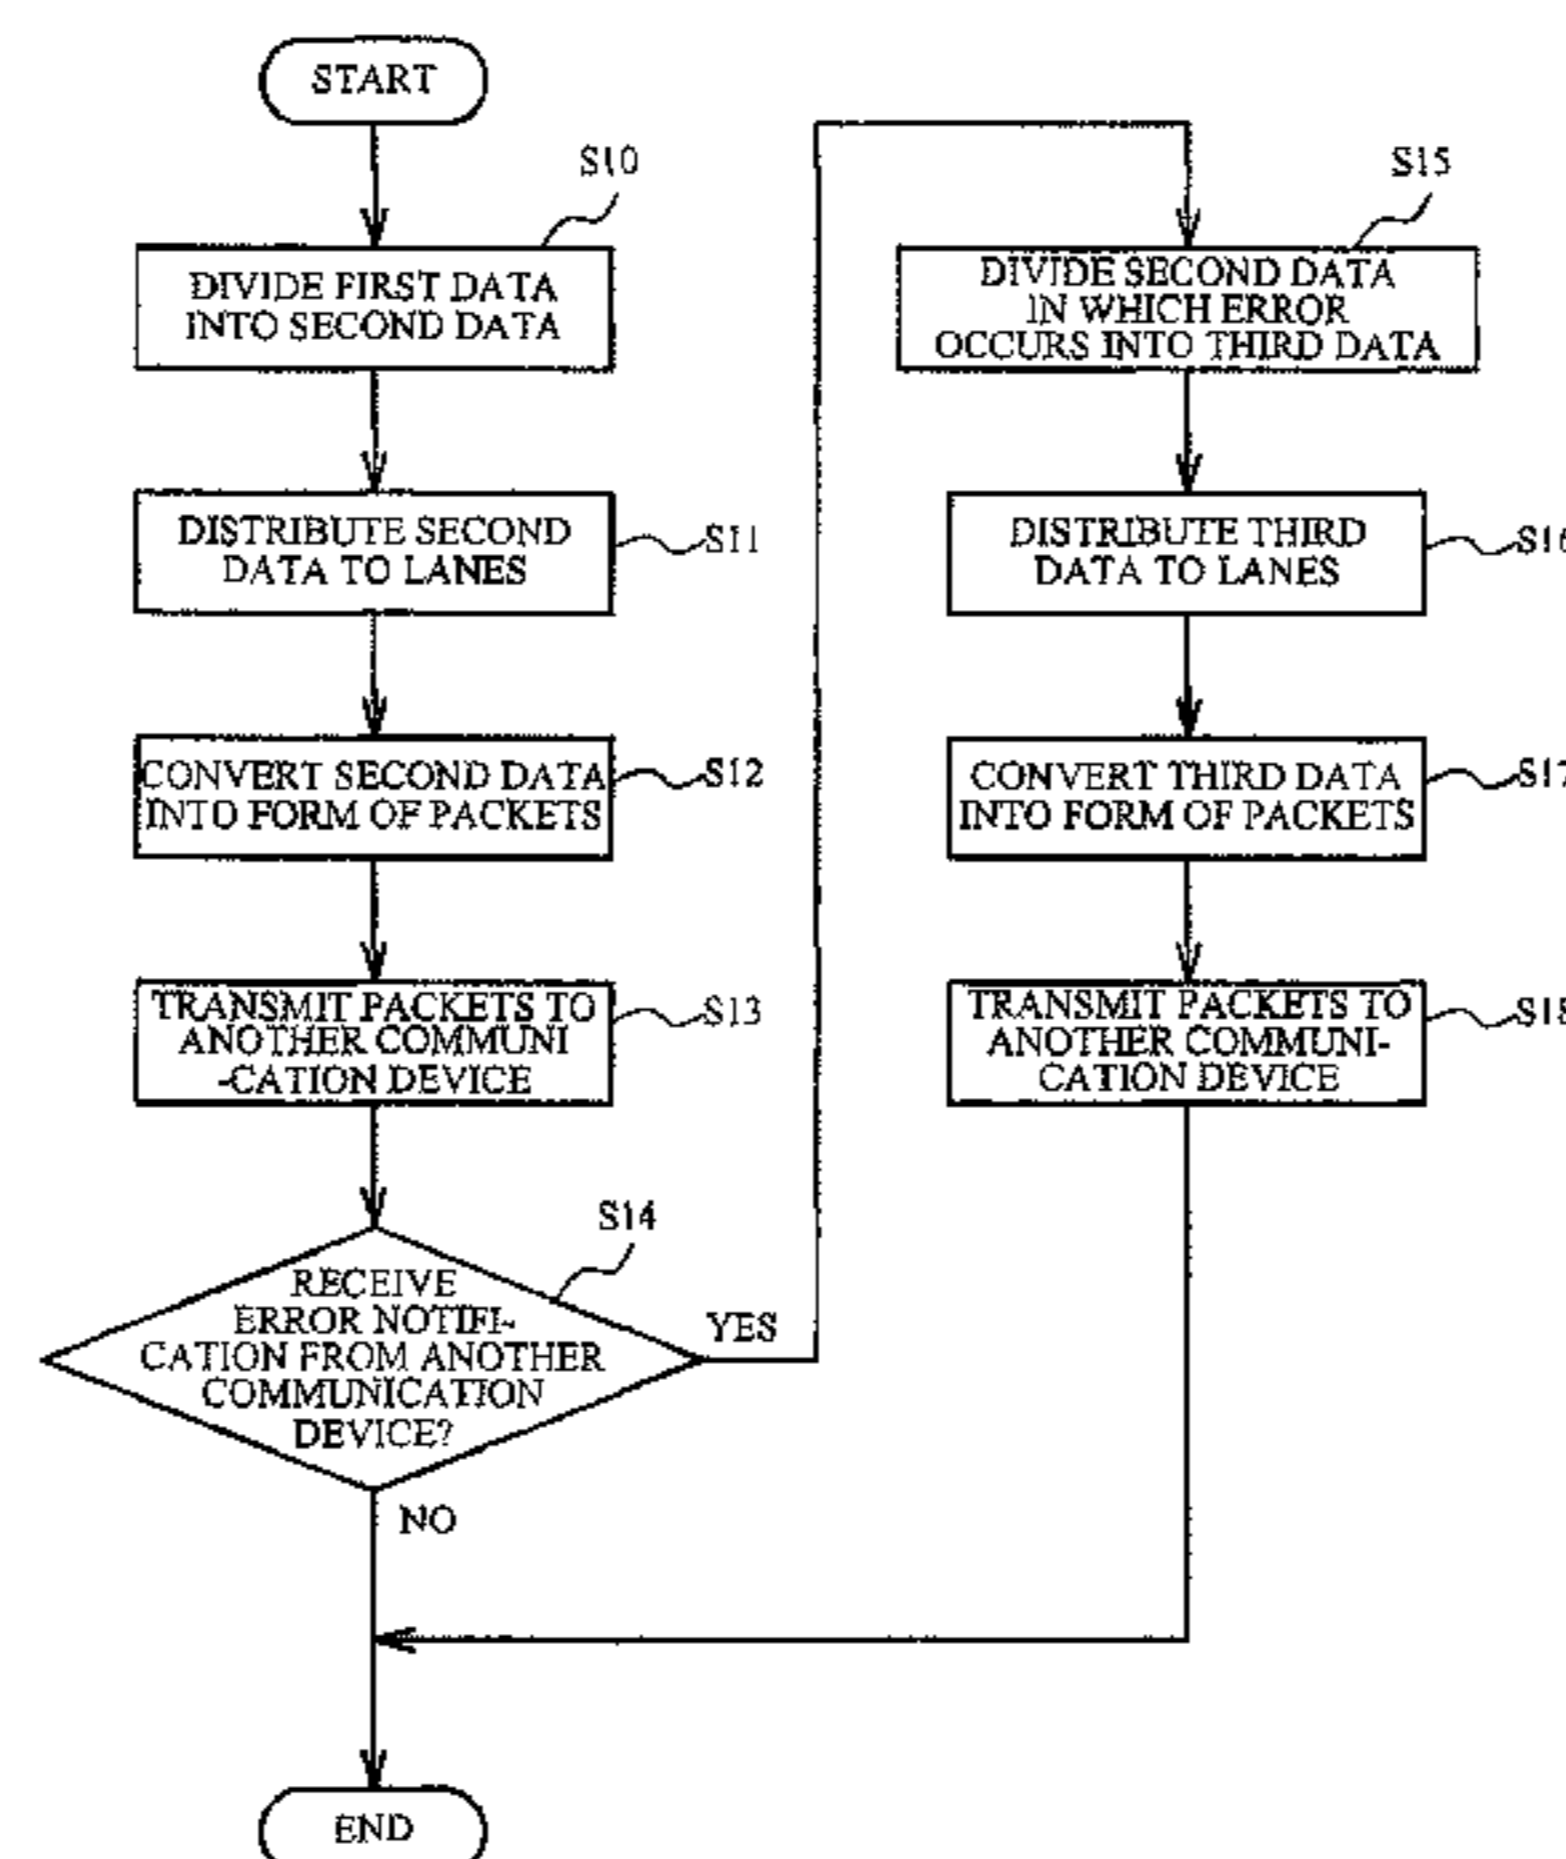 START
S10
DIVIDE FIRST DATA
INTO SECOND DATA
DISTRIBUTE SECOND
DATA TO LANES
S11
CONVERT SECOND DATA
INTO FORM OF PACKETS
S12
TRANSMIT PACKETS TO
ANOTHER COMMUNI
-CATION DEVICE
S13
S14
RECEIVE
ERROR NOTIFI-
CATION FROM ANOTHER
COMMUNICATION
DEVICE?
YES
NO
S15
DIVIDE SECOND DATA
IN WHICH ERROR
OCCURS INTO THIRD DATA
DISTRIBUTE THIRD
DATA TO LANES
S16
CONVERT THIRD DATA
INTO FORM OF PACKETS
S17
TRANSMIT PACKETS TO
ANOTHER COMMUNI-
CATION DEVICE
S18
END